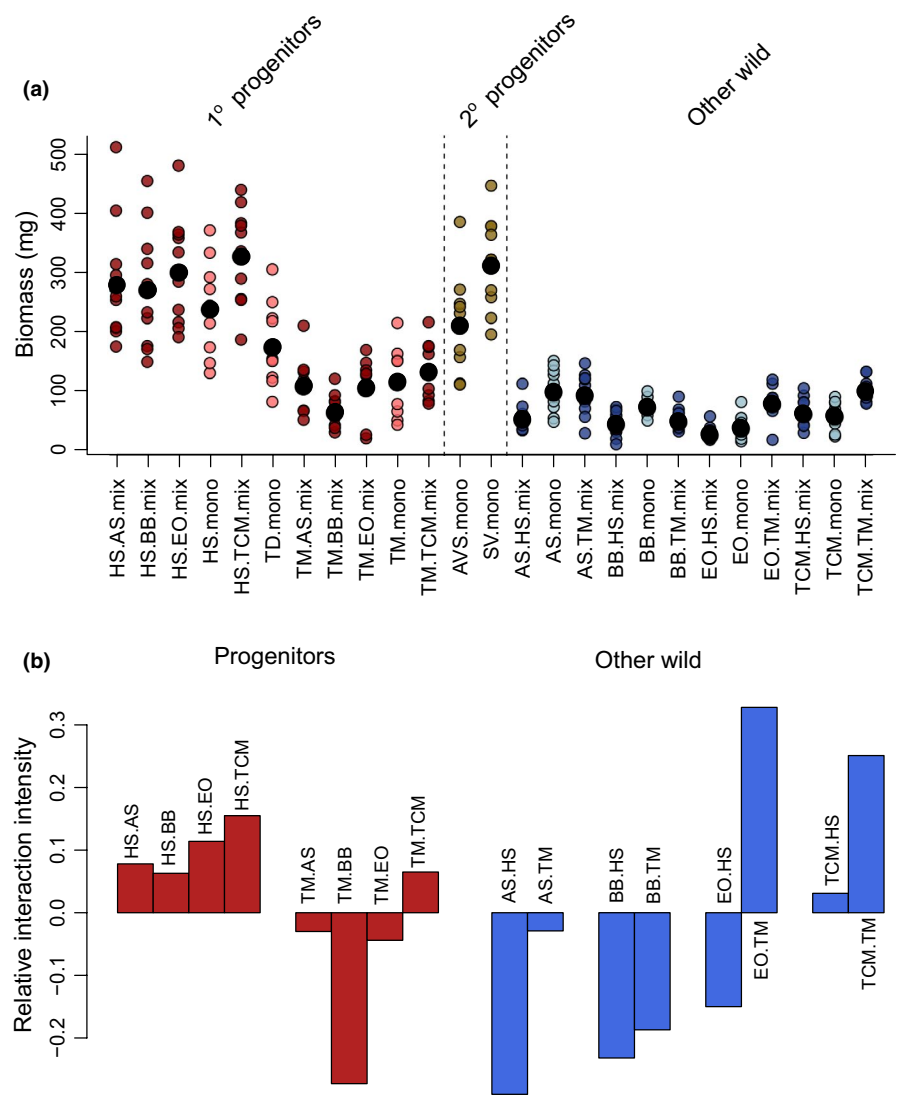 (a)
1º progenitors
2º progenitors
Other wild
Biomass (mg)
500
400
300
200
100
0
HS.AS.mix
HS.BB.mix
HS.EO.mix
HS.mono
HS.TCM.mix
TD.mono
TM.AS.mix
TM.BB.mix
TM.EO.mix
TM.mono
TM.TCM.mix
AVS.mono
SV.mono
AS.HS.mix
AS.mono
AS.TM.mix
BB.HS.mix
BB.mono
BB.TM.mix
EO.HS.mix
EO.mono
EO.TM.mix
TCM.HS.mix
TCM.mono
TCM.TM.mix
(b)
Progenitors
Other wild
Relative interaction intensity
0.3
0.2
0.1
0.0
−0.1
−0.2
HS.AS
HS.BB
HS.EO
HS.TCM
TM.AS
TM.BB
TM.EO
TM.TCM
AS.HS
AS.TM
BB.HS
BB.TM
EO.HS
EO.TM
TCM.HS
TCM.TM